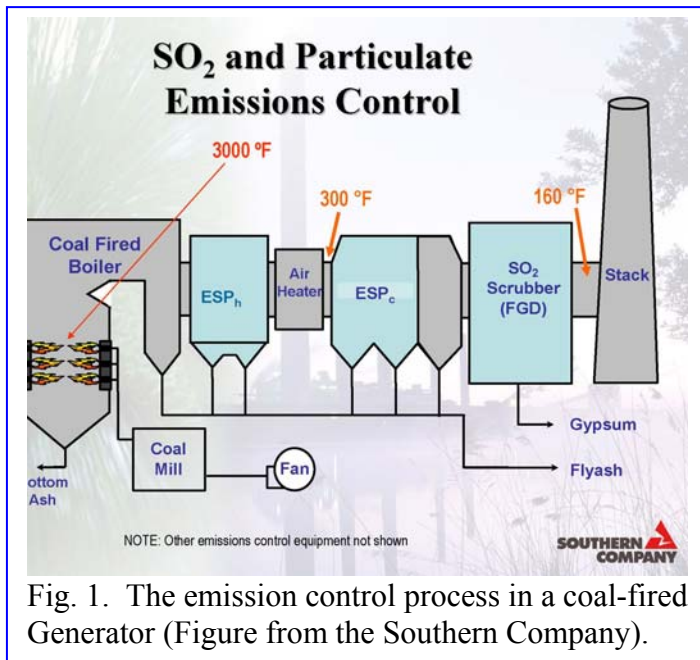 SO2 and Particulate
Emissions Control
3000 ºF
300 °F
160 °F
Coal Fired
Boiler
ESPh
Air
Heater
ESPc
SO2
Scrubber
(FGD)
Stack
Coal
Mill
Fan
Gypsum
Flyash
ottom
Ash
NOTE: Other emissions control equipment not shown
SOUTHERN
COMPANY
Fig. 1. The emission control process in a coal-fired
Generator (Figure from the Southern Company).